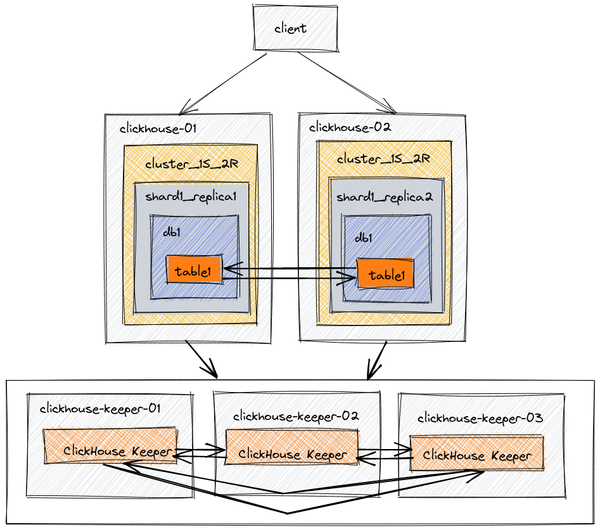 client
clickhouse-01
cluster_1S_2R
shard1_replica1
db1
table1
clickhouse-02
cluster_1S_2R
shard1_replica2
db1
table1
clickhouse-keeper-01
ClickHouse Keeper
clickhouse-keeper-02
ClickHouse Keeper
clickhouse-keeper-03
ClickHouse Keeper